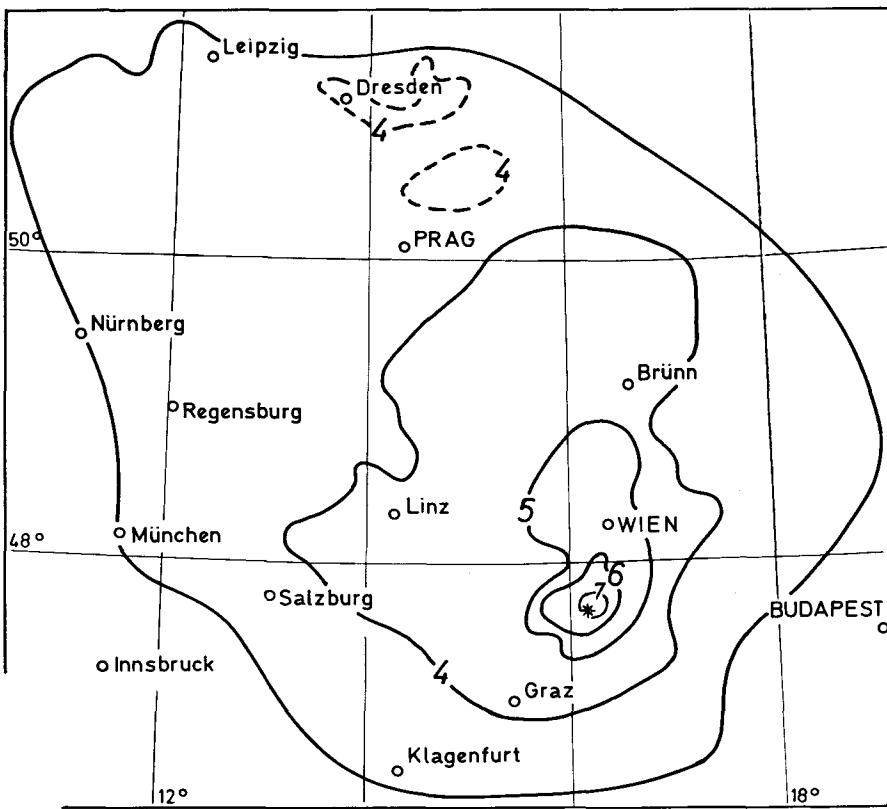 Leipzig
Dresden
4
4
50°
PRAG
Nürnberg
Brünn
Regensburg
5
Linz
WIEN
München
48°
6
7
Salzburg
BUDAPEST
Innsbruck
4
Graz
Klagenfurt
12°
18°